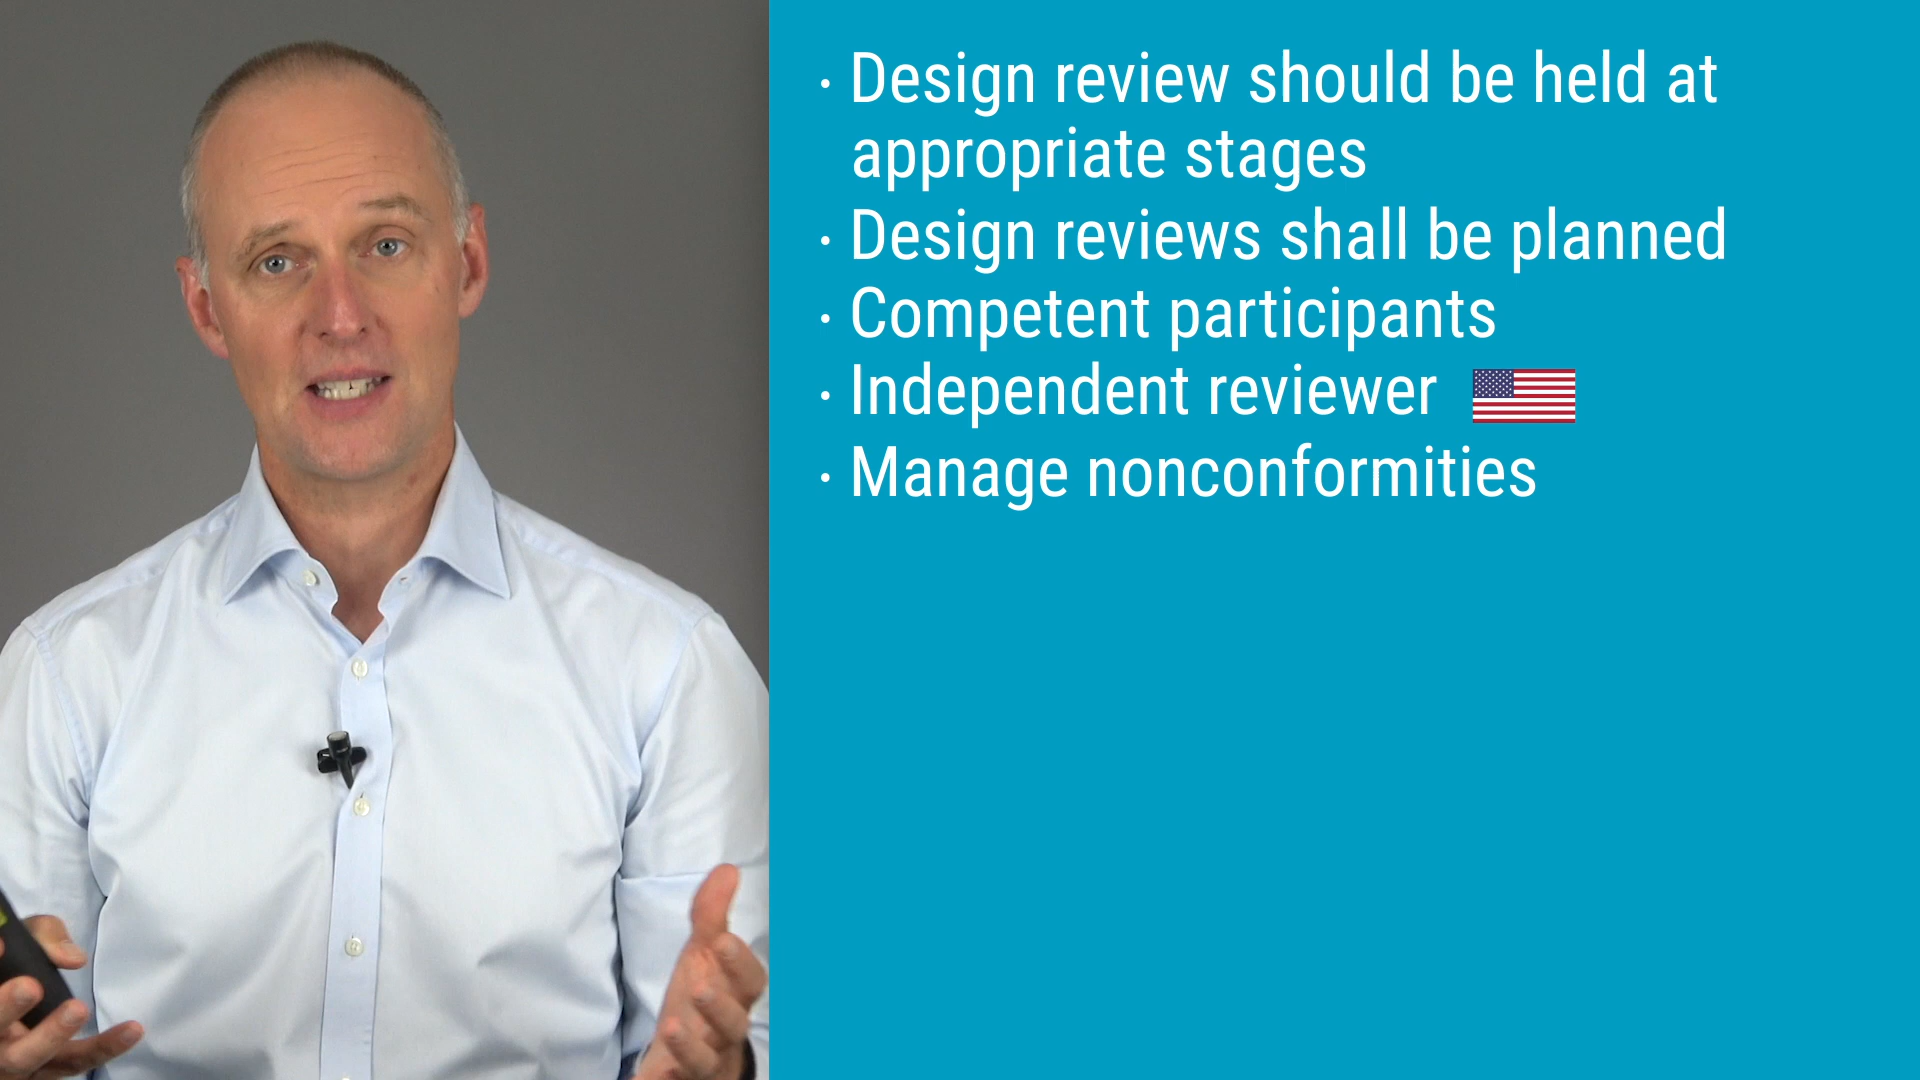 · Design review should be held at
appropriate stages
· Design reviews shall be planned
· Competent participants
· Independent reviewer
· Manage nonconformities